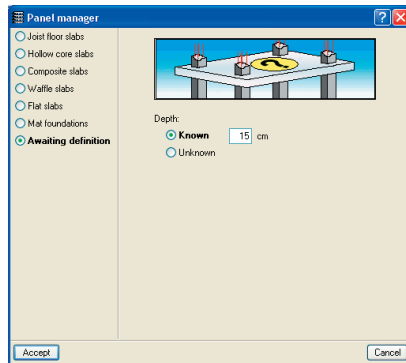 Panel manager
Joist floor slabs
Hollow core slabs
Composite slabs
Waffle slabs
Flat slabs
Mat foundations
Awaiting definition
?
Depth:
Known 15 cm
Unknown
Accept
Cancel